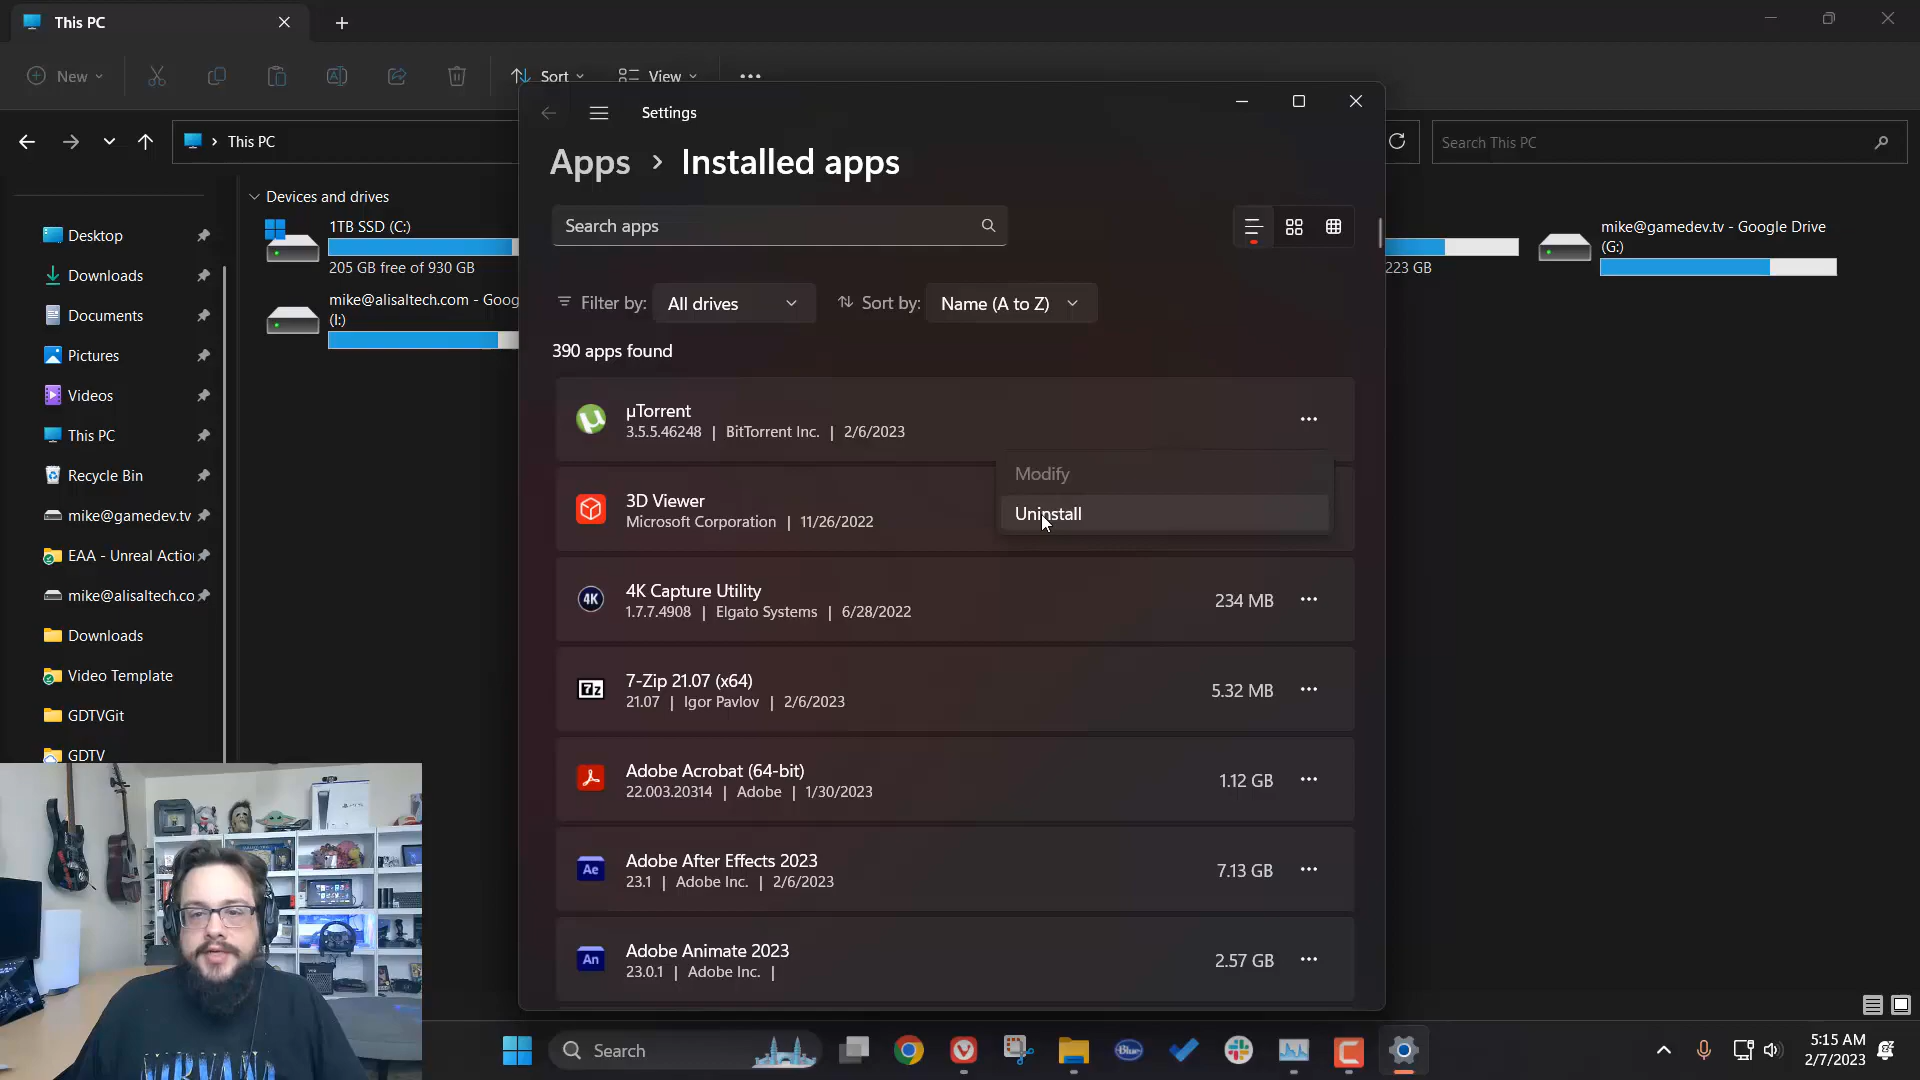 This PC
New
Sort
View
This PC
Search This PC
Desktop
Downloads
Documents
Pictures
Videos
This PC
Recycle Bin
mike@gamedev.tv
EAA - Unreal Action
mike@alisaltech.co
Downloads
Video Template
GDTVGit
GDTV
Devices and drives
1TB SSD (C:)
205 GB free of 930 GB
mike@alisaltech.com - Goog
(I:)
223 GB
mike@gamedev.tv - Google Drive
(G:)
Settings
Apps › Installed apps
Search apps
Filter by: All drives
Sort by: Name (A to Z)
390 apps found
µTorrent
3.5.5.46248 | BitTorrent Inc. | 2/6/2023
Modify
Uninstall
3D Viewer
Microsoft Corporation | 11/26/2022
4K
4K Capture Utility
1.7.7.4908 | Elgato Systems | 6/28/2022
234 MB
7z
7-Zip 21.07 (x64)
21.07 | Igor Pavlov | 2/6/2023
5.32 MB
Adobe Acrobat (64-bit)
22.003.20314 | Adobe | 1/30/2023
1.12 GB
Ae
Adobe After Effects 2023
23.1 | Adobe Inc. | 2/6/2023
7.13 GB
An
Adobe Animate 2023
23.0.1 | Adobe Inc. |
2.57 GB
NIRVANA
Search
Blue
5:15 AM
2/7/2023